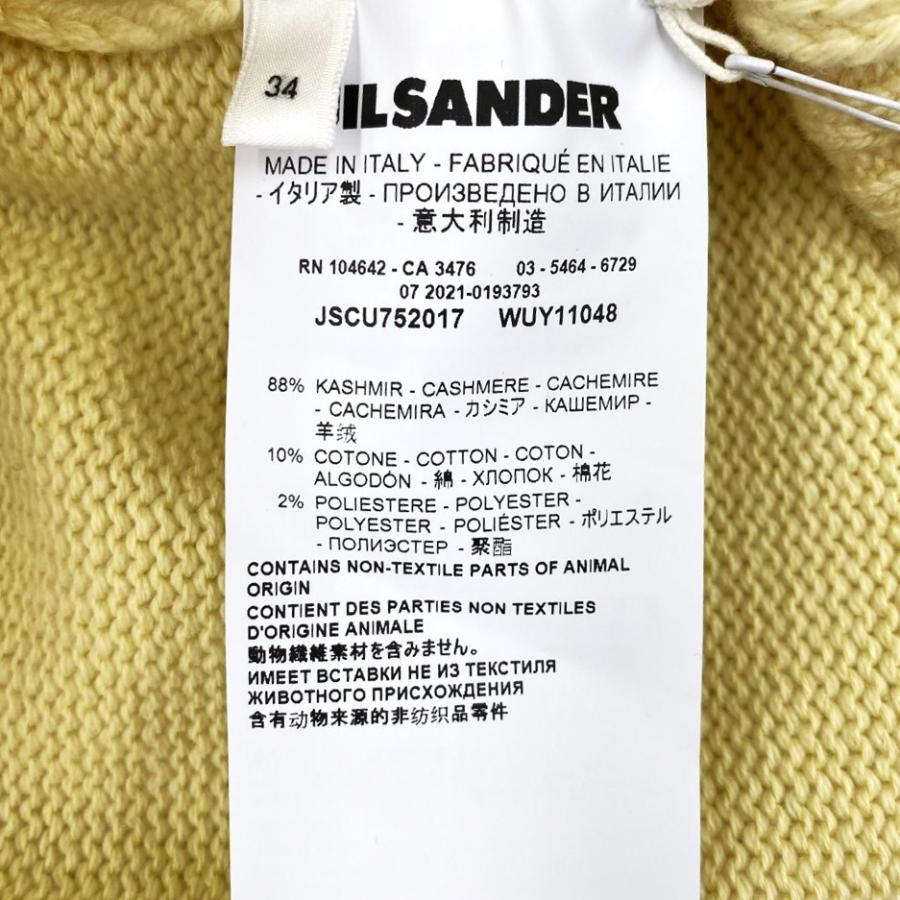 34
JIL SANDER
MADE IN ITALY - FABRIQUÉ EN ITALIE
- イタリア製 - ПРОИЗВЕДЕНО В ИТАЛИИ
- 意大利制造
RN 104642 - CA 3476 03 - 5464 - 6729
07 2021-0193793
JSCU752017 WUY11048
88% KASHMIR - CASHMERE - CACHEMIRE
- CACHEMIRA - カシミア - КАШЕМИР -
羊绒
10% COTONE - COTTON - COTON -
ALGODÓN - 綿 - ХЛОПОК - 棉花
2% POLIESTERE - POLYESTER -
POLYESTER - POLIÉSTER - ポリエステル
- ПОЛИЭСТЕР - 聚酯
CONTAINS NON-TEXTILE PARTS OF ANIMAL
ORIGIN
CONTIENT DES PARTIES NON TEXTILES
D'ORIGINE ANIMALE
動物繊維素材を含みません。
ИМЕЕТ ВСТАВКИ НЕ ИЗ ТЕКСТИЛЯ
ЖИВОТНОГО ПРИСХОЖДЕНИЯ
含有动物来源的非纺织品零件